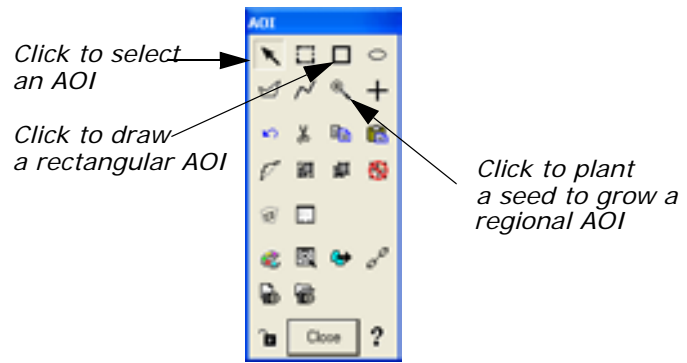 AOI
Click to select
an AOI
Click to draw
a rectangular AOI
Click to plant
a seed to grow a
regional AOI
Close
?